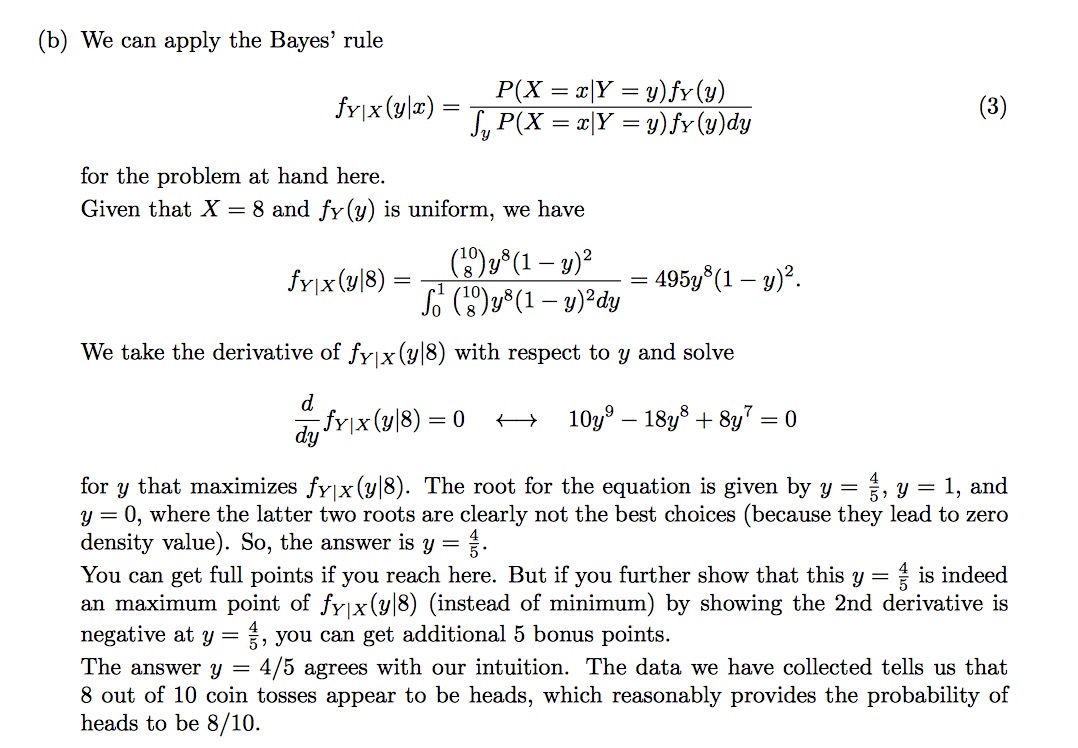 (b) We can apply the Bayes' rule
f_{Y|X}(y|x) = \frac{P(X = x|Y = y) f_Y(y)}{\int_y P(X = x|Y = y) f_Y(y) dy} (3)
for the problem at hand here.
Given that X = 8 and f_Y(y) is uniform, we have
f_{Y|X}(y|8) = \frac{\binom{10}{8} y^8 (1 − y)^2}{\int_0^1 \binom{10}{8} y^8 (1 − y)^2 dy} = 495y^8(1 − y)^2.
We take the derivative of f_{Y|X}(y|8) with respect to y and solve
\frac{d}{dy} f_{Y|X}(y|8) = 0 ⟷ 10y^9 − 18y^8 + 8y^7 = 0
for y that maximizes f_{Y|X}(y|8). The root for the equation is given by y = \frac{4}{5}, y = 1, and
y = 0, where the latter two roots are clearly not the best choices (because they lead to zero
density value). So, the answer is y = \frac{4}{5}.
You can get full points if you reach here. But if you further show that this y = \frac{4}{5} is indeed
an maximum point of f_{Y|X}(y|8) (instead of minimum) by showing the 2nd derivative is
negative at y = \frac{4}{5}, you can get additional 5 bonus points.
The answer y = 4/5 agrees with our intuition. The data we have collected tells us that
8 out of 10 coin tosses appear to be heads, which reasonably provides the probability of
heads to be 8/10.